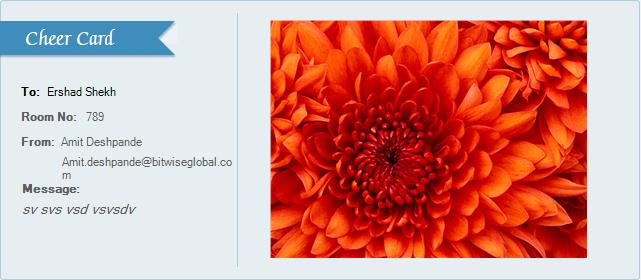 Cheer Card
To: Ershad Shekh
Room No: 789
From: Amit Deshpande
Amit.deshpande@bitwiseglobal.co
m
Message:
sv svs vsd vsvsdv